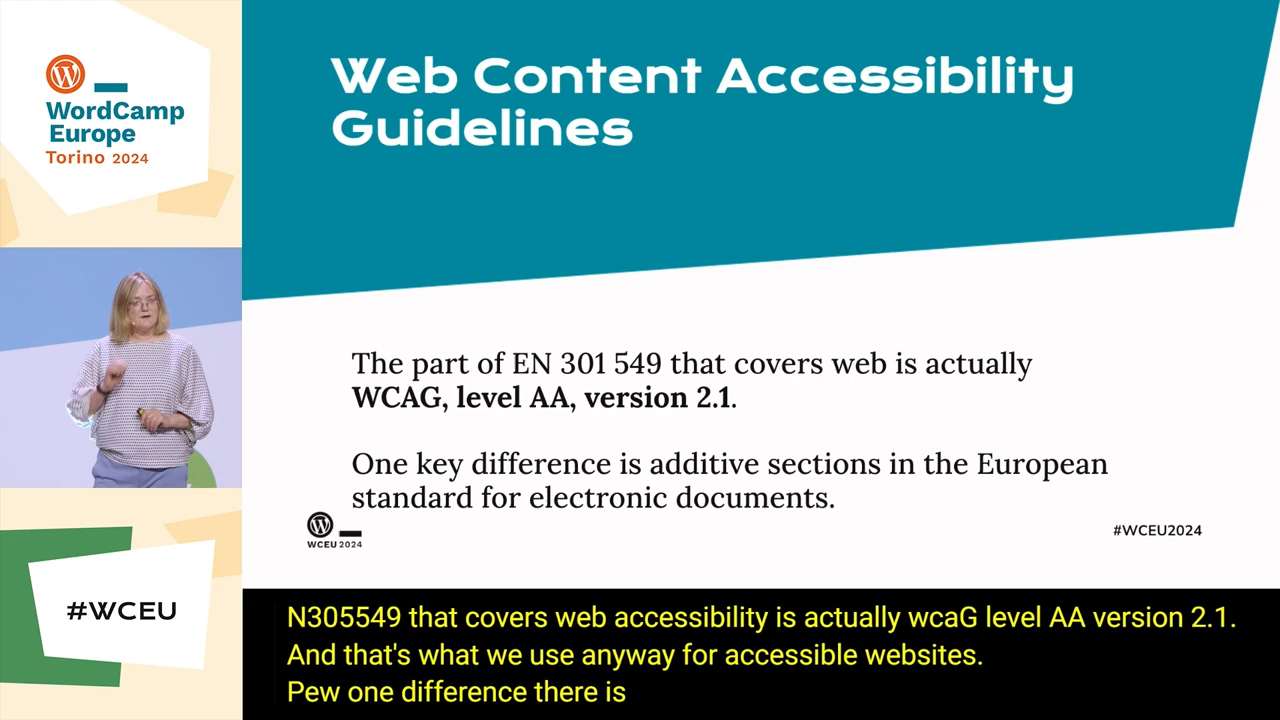 WordCamp
Europe
Torino 2024
Web Content Accessibility
Guidelines
The part of EN 301 549 that covers web is actually
WCAG, level AA, version 2.1.
One key difference is additive sections in the European
standard for electronic documents.
WCEU 2024
#WCEU2024
#WCEU
N305549 that covers web accessibility is actually wcaG level AA version 2.1.
And that's what we use anyway for accessible websites.
Pew one difference there is